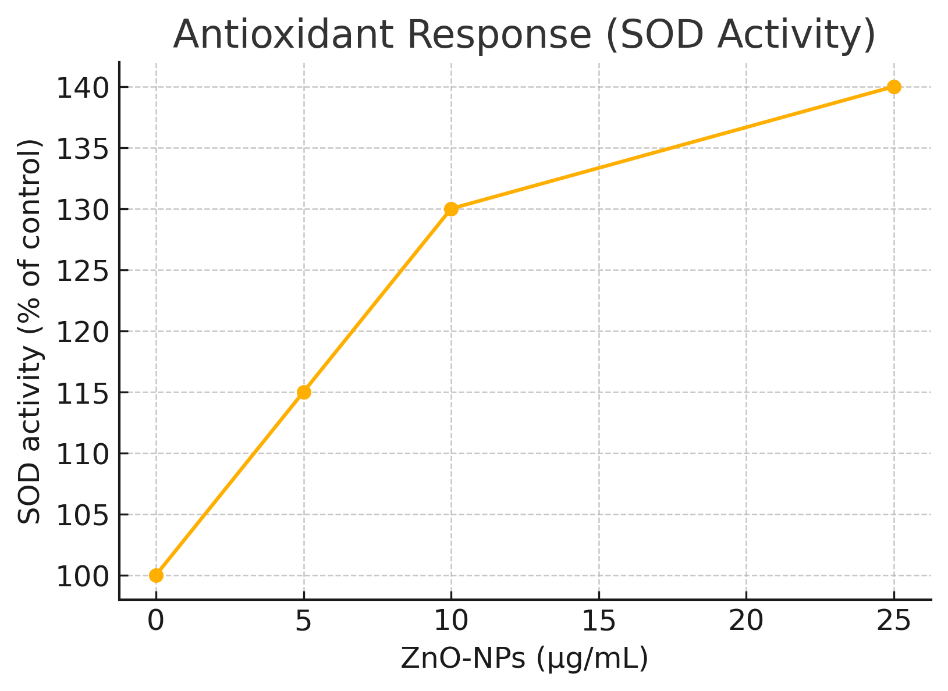 Antioxidant Response (SOD Activity)
SOD activity (% of control)
140
135
130
125
120
115
110
105
100
0 5 10 15 20 25
ZnO-NPs (µg/mL)